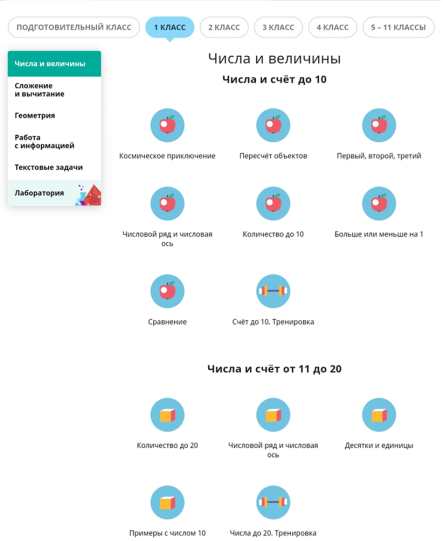 ПОДГОТОВИТЕЛЬНЫЙ КЛАСС
1 КЛАСС
2 КЛАСС
3 КЛАСС
4 КЛАСС
5 – 11 КЛАССЫ
Числа и величины
Сложение
и вычитание
Геометрия
Работа
с информацией
Текстовые задачи
Лаборатория
Числа и величины
Числа и счёт до 10
Космическое приключение
Пересчёт объектов
Первый, второй, третий
Числовой ряд и числовая
ось
Количество до 10
Больше или меньше на 1
Сравнение
Счёт до 10. Тренировка
Числа и счёт от 11 до 20
Количество до 20
Числовой ряд и числовая
ось
Десятки и единицы
Примеры с числом 10
Числа до 20. Тренировка